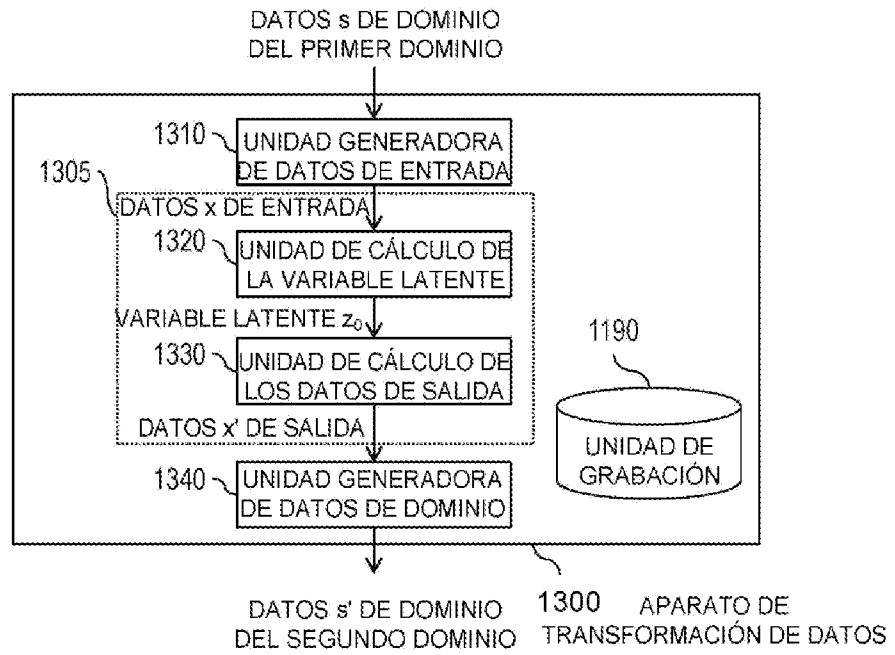 DATOS s DE DOMINIO
DEL PRIMER DOMINIO
1310
UNIDAD GENERADORA
DE DATOS DE ENTRADA
1305
DATOS x DE ENTRADA
1320
UNIDAD DE CÁLCULO DE
LA VARIABLE LATENTE
VARIABLE LATENTE z₀
1330
UNIDAD DE CÁLCULO DE
LOS DATOS DE SALIDA
DATOS x' DE SALIDA
1340
UNIDAD GENERADORA
DE DATOS DE DOMINIO
1190
UNIDAD DE
GRABACIÓN
DATOS s' DE DOMINIO
DEL SEGUNDO DOMINIO
1300 APARATO DE
TRANSFORMACIÓN DE DATOS